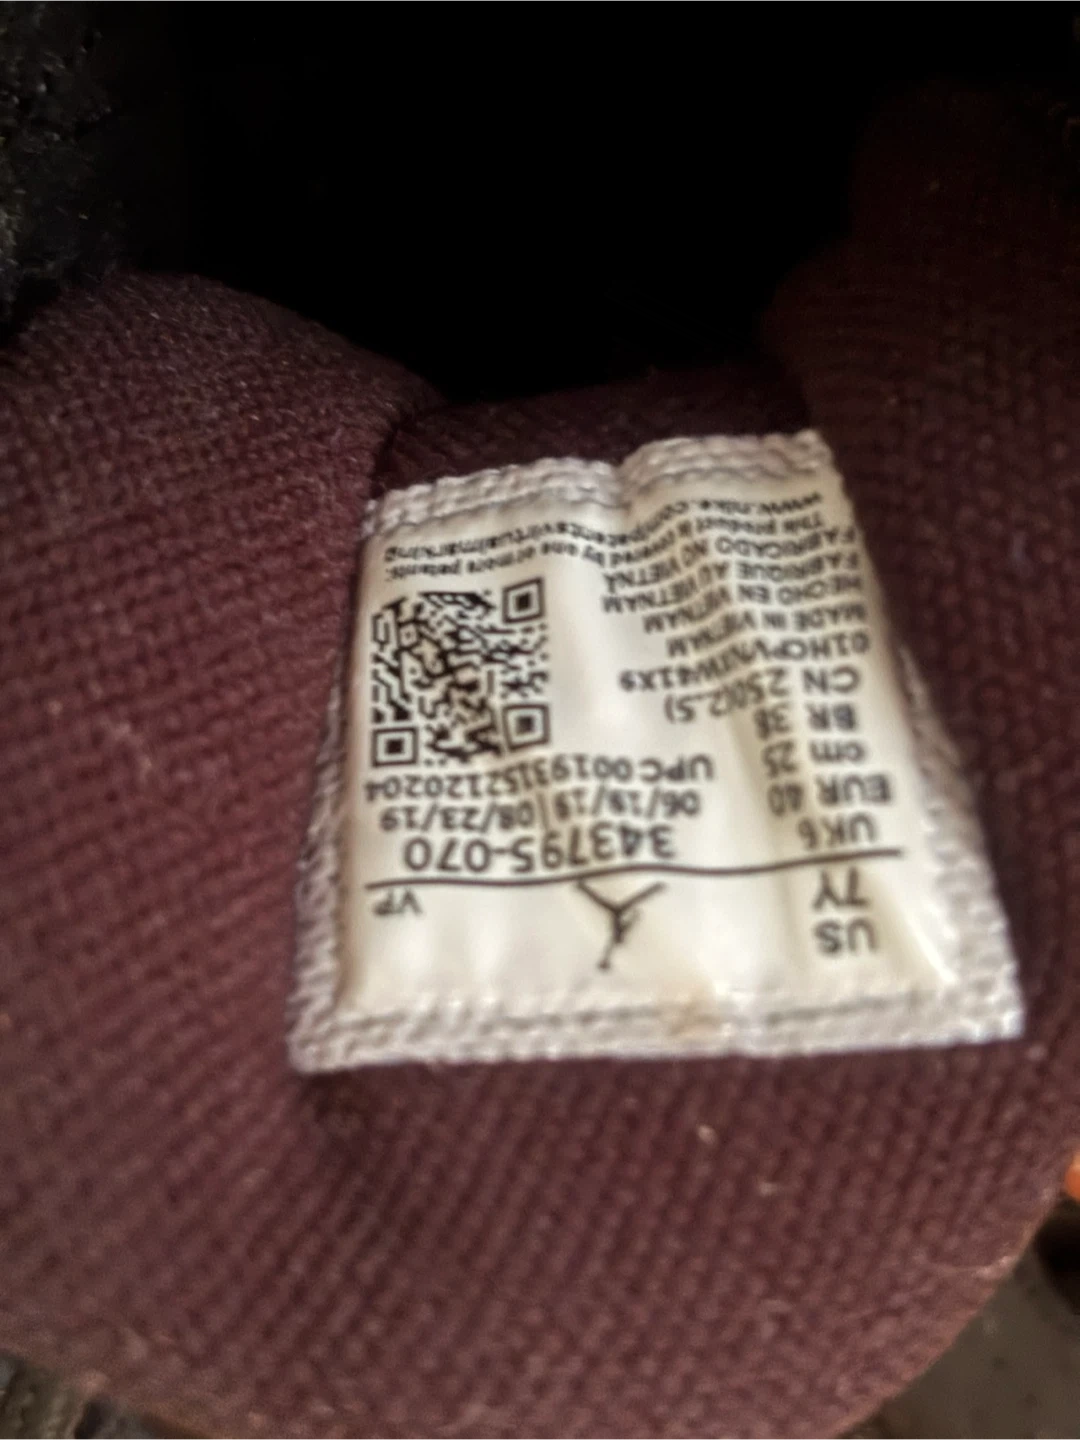 US
7Y
VP
343795-070
UK 6
06/19/19 08/23/19
EUR 40
UPC 00193152120204
cm 25
BR 38
CN 250(2.5)
MADE IN VIETNAM
HECHO EN VIETNAM
FABRIQUE AU VIETNAM
FABRICADO NO VIETNÃ
This product is covered by one or more patents:
www.nike.com/patentsvirtualmarking